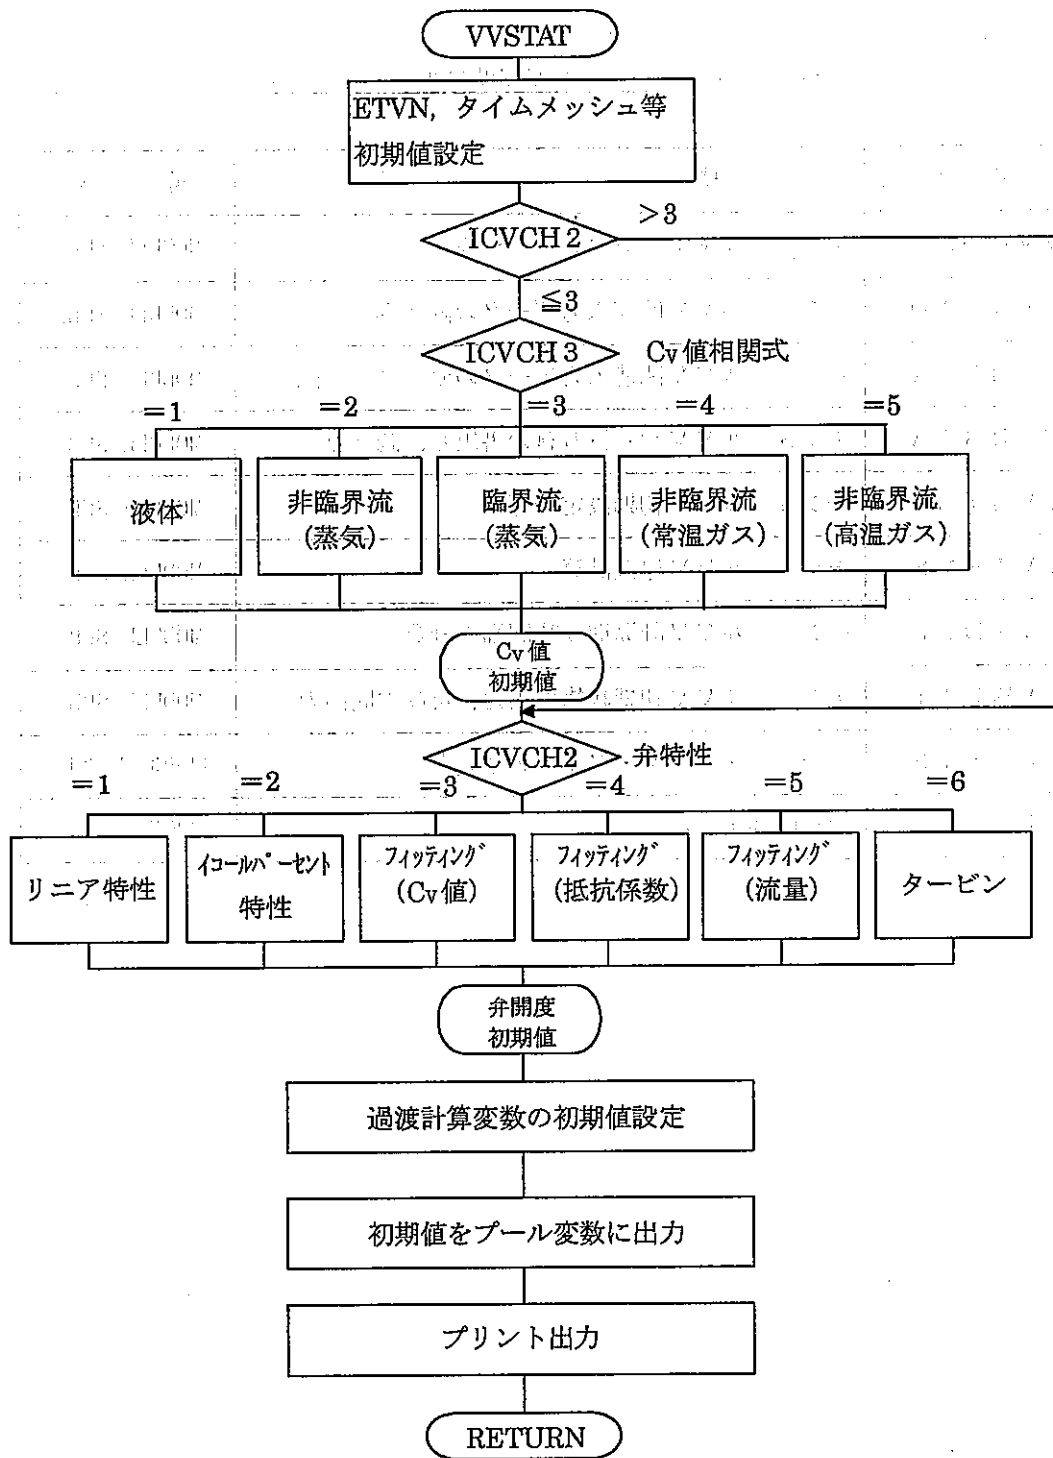 VVSTAT
ETVN, タイムメッシュ等
初期値設定
ICVCH 2
>3
≦3
ICVCH 3
Cv値相関式
=1
=2
=3
=4
=5
液体
非臨界流
(蒸気)
臨界流
(蒸気)
非臨界流
(常温ガス)
非臨界流
(高温ガス)
Cv値
初期値
ICVCH2
弁特性
=1
=2
=3
=4
=5
=6
リニア特性
イコールパーセント
特性
フィッティング
(Cv値)
フィッティング
(抵抗係数)
フィッティング
(流量)
タービン
弁開度
初期値
過渡計算変数の初期値設定
初期値をプール変数に出力
プリント出力
RETURN